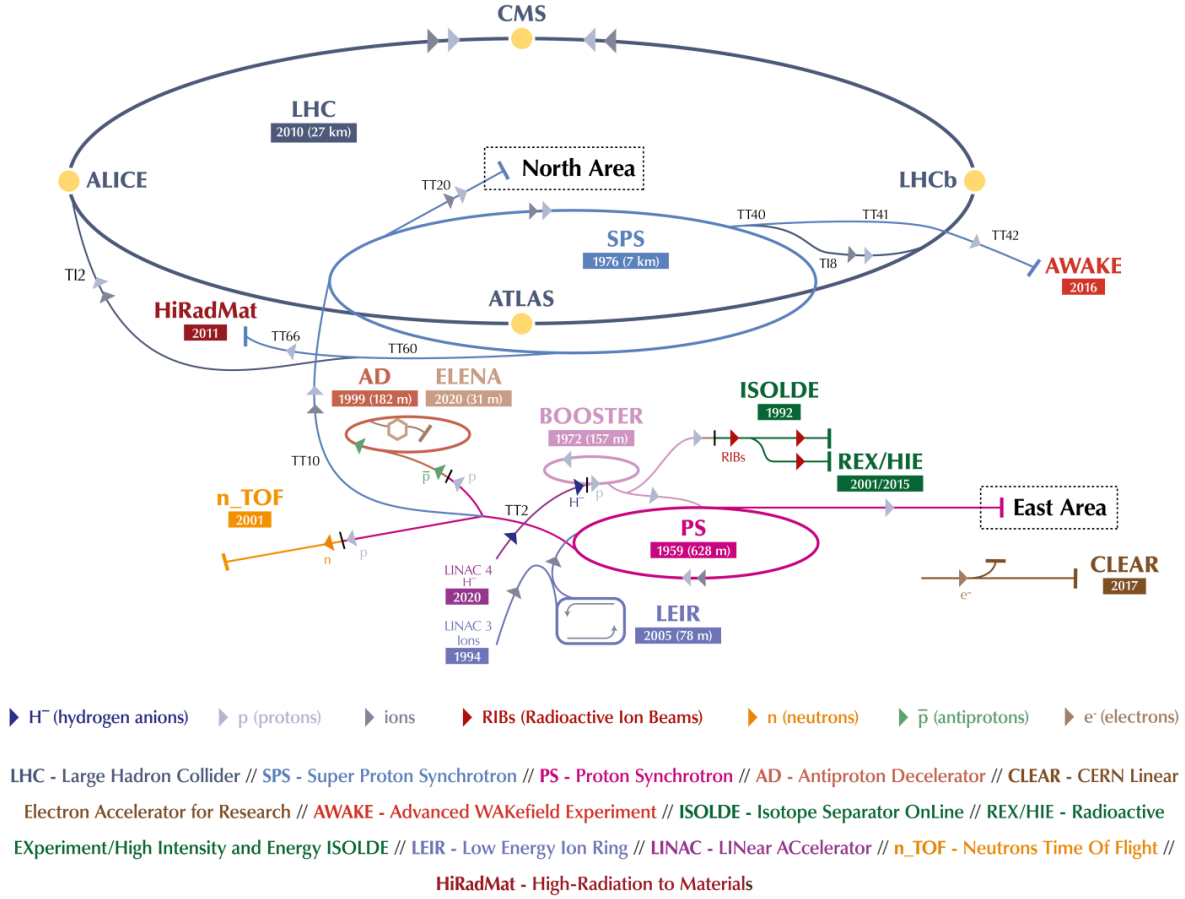 CMS
LHC
2010 (27 km)
North Area
TT20
ALICE
LHCb
TT40
TT41
SPS
1976 (7 km)
TT42
TI8
AWAKE
2016
TI2
ATLAS
HiRadMat
2011
TT66
TT60
AD
1999 (182 m)
ELENA
2020 (31 m)
ISOLDE
1992
BOOSTER
1972 (157 m)
RIBs
REX/HIE
2001/2015
TT10
p̅
p
H⁻
p
n_TOF
2001
TT2
East Area
PS
1959 (628 m)
n
p
LINAC 4
H⁻
2020
CLEAR
2017
e⁻
LINAC 3
Ions
1994
LEIR
2005 (78 m)
H⁻ (hydrogen anions)
p (protons)
ions
RIBs (Radioactive Ion Beams)
n (neutrons)
p̅ (antiprotons)
e⁻ (electrons)
LHC - Large Hadron Collider // SPS - Super Proton Synchrotron // PS - Proton Synchrotron // AD - Antiproton Decelerator // CLEAR - CERN Linear
Electron Accelerator for Research // AWAKE - Advanced WAKefield Experiment // ISOLDE - Isotope Separator OnLine // REX/HIE - Radioactive
EXperiment/High Intensity and Energy ISOLDE // LEIR - Low Energy Ion Ring // LINAC - LINear ACcelerator // n_TOF - Neutrons Time Of Flight //
HiRadMat - High-Radiation to Materials